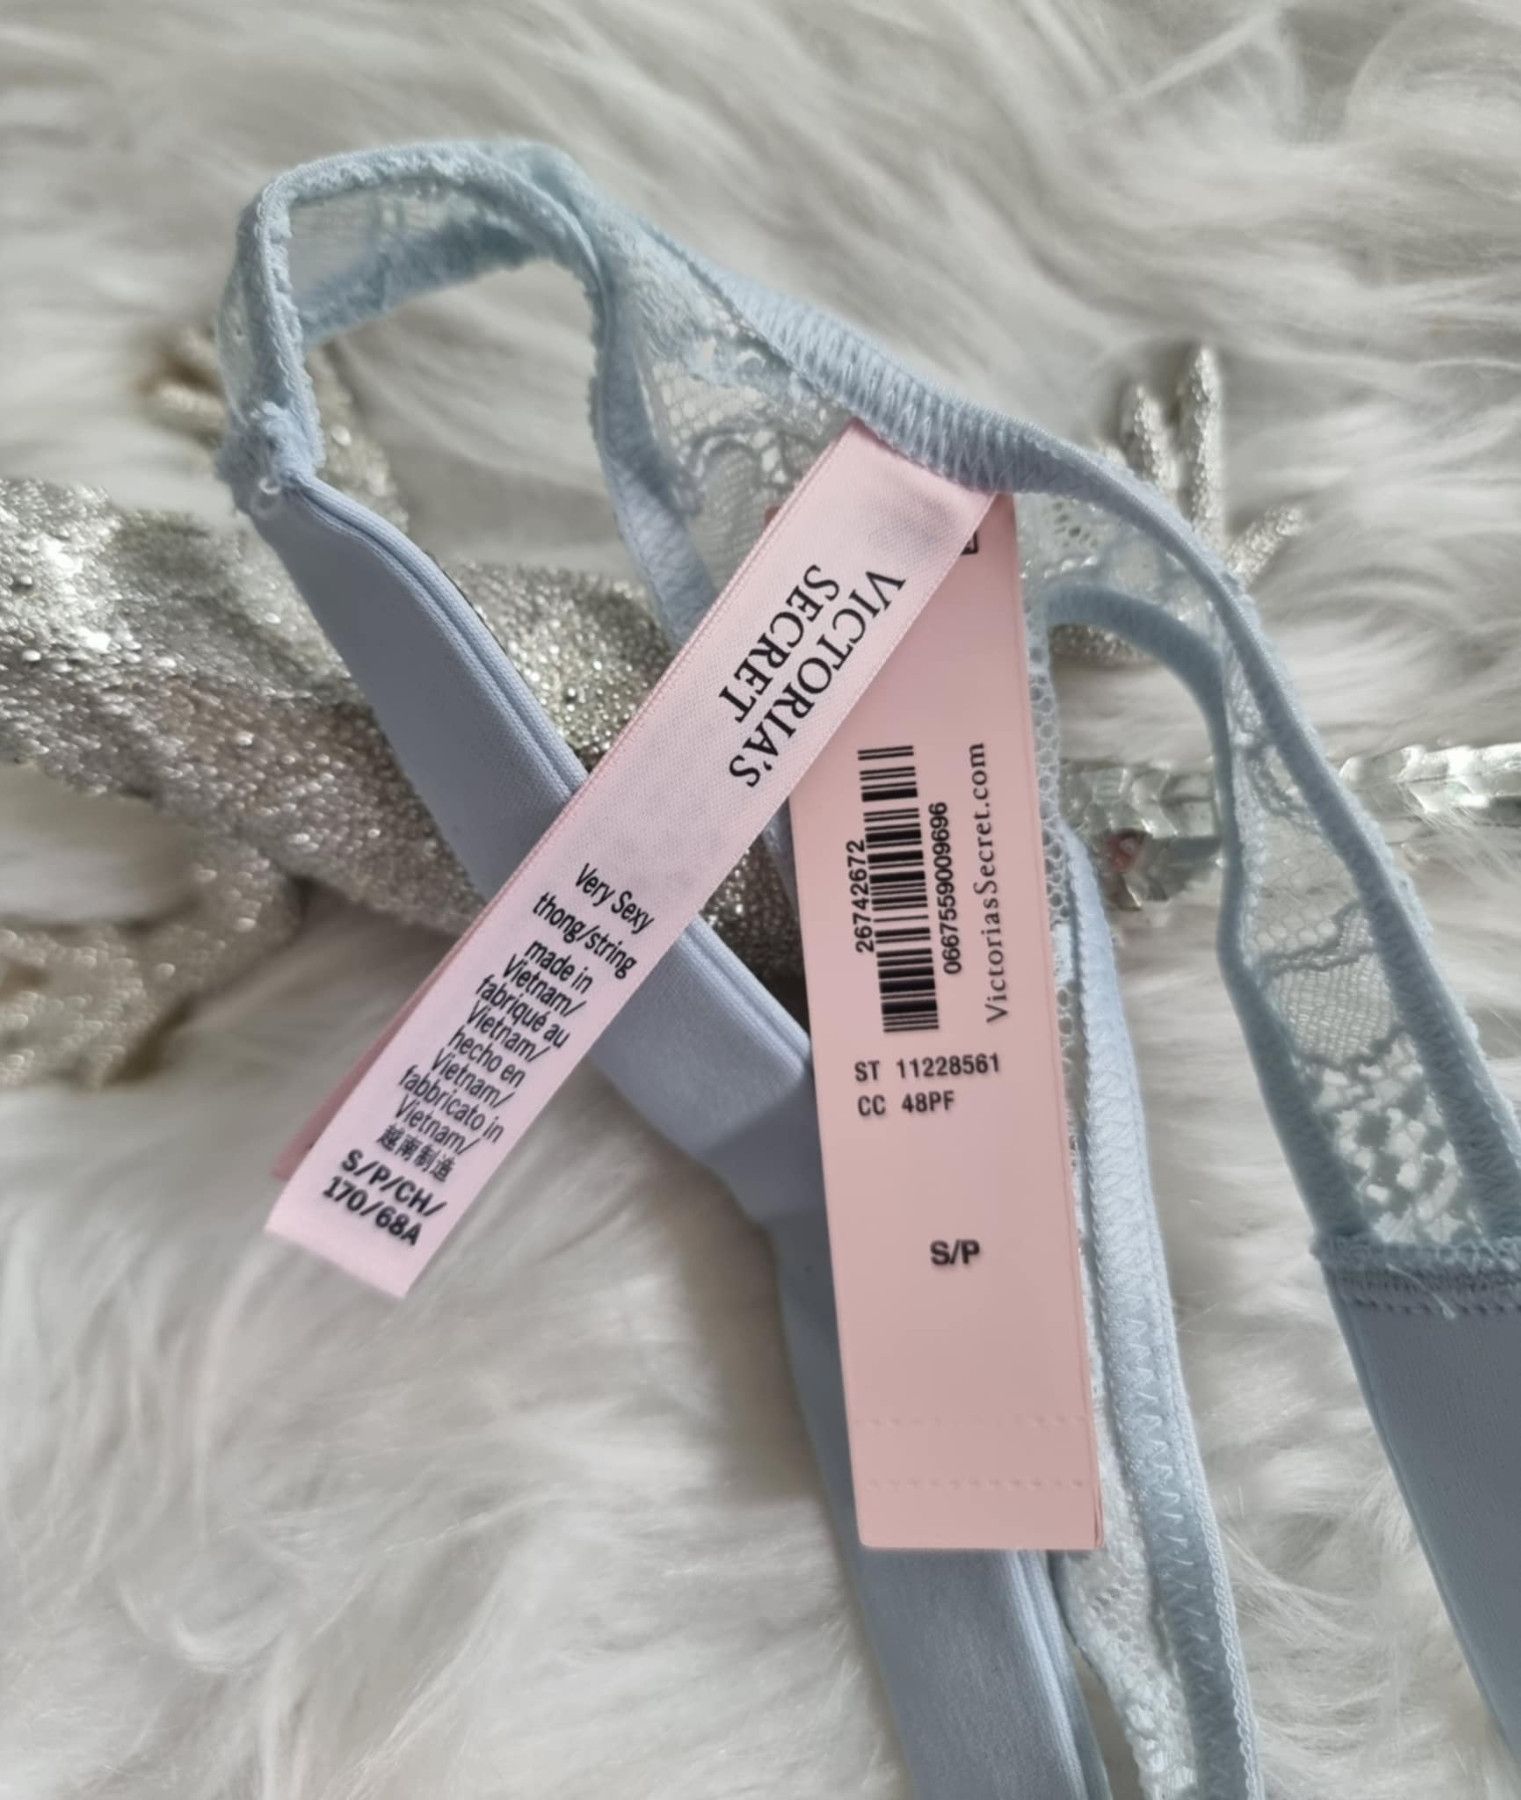 VICTORIA'S
SECRET
Very Sexy
thong/string
made in
Vietnam/
fabriqué au
Vietnam/
hecho en
Vietnam/
fabbricato in
Vietnam/
越南制造
S/P/CH/
170/68A
26742672
0667559009696
VictoriasSecret.com
ST 11228561
CC 48PF
S/P